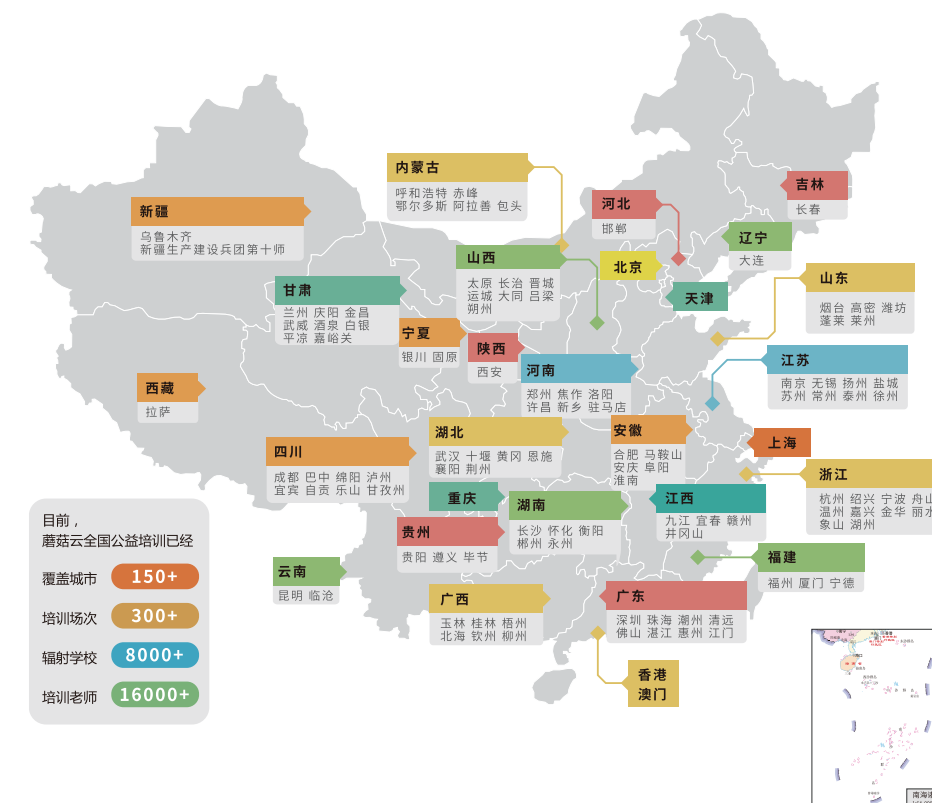 内蒙古
呼和浩特 赤峰
鄂尔多斯 阿拉善 包头
吉林
长春
新疆
乌鲁木齐
新疆生产建设兵团第十师
河北
邯郸
辽宁
大连
山西
太原 长治 晋城
运城 大同 吕梁
朔州
北京
天津
山东
烟台 高密 潍坊
蓬莱 莱州
甘肃
兰州 庆阳 金昌
武威 酒泉 白银
平凉 嘉峪关
宁夏
银川 固原
陕西
西安
河南
郑州 焦作 洛阳
许昌 新乡 驻马店
江苏
南京 无锡 扬州 盐城
苏州 常州 泰州 徐州
西藏
拉萨
四川
成都 巴中 绵阳 泸州
宜宾 自贡 乐山 甘孜州
湖北
武汉 十堰 黄冈 恩施
襄阳 荆州
安徽
合肥 马鞍山
安庆 阜阳
淮南
上海
浙江
杭州 绍兴 宁波 舟山
温州 嘉兴 金华 丽水
象山 湖州
重庆
湖南
长沙 怀化 衡阳
郴州 永州
江西
九江 宜春 赣州
井冈山
贵州
贵阳 遵义 毕节
福建
福州 厦门 宁德
云南
昆明 临沧
广西
玉林 桂林 梧州
北海 钦州 柳州
广东
深圳 珠海 潮州 清远
佛山 湛江 惠州 江门
香港
澳门
目前，
蘑菇云全国公益培训已经
覆盖城市 150+
培训场次 300+
辐射学校 8000+
培训老师 16000+